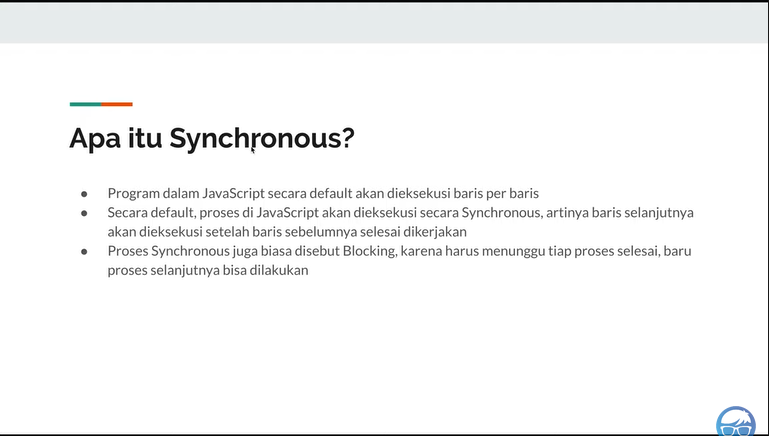 Apa itu Synchronous?
● Program dalam JavaScript secara default akan dieksekusi baris per baris
● Secara default, proses di JavaScript akan dieksekusi secara Synchronous, artinya baris selanjutnya
akan dieksekusi setelah baris sebelumnya selesai dikerjakan
● Proses Synchronous juga biasa disebut Blocking, karena harus menunggu tiap proses selesai, baru
proses selanjutnya bisa dilakukan